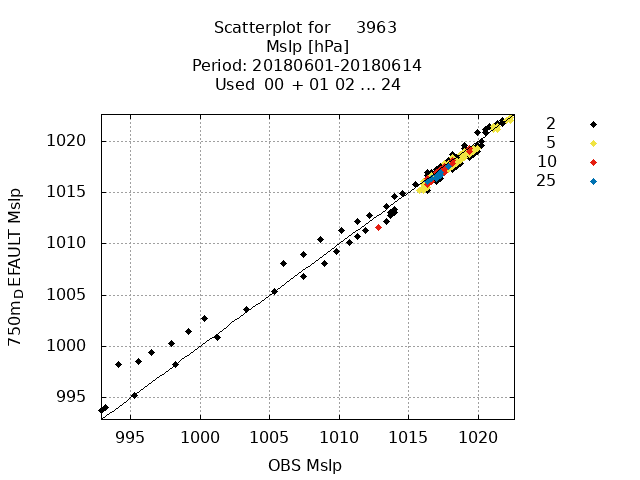 Scatterplot for 3963
Mslp [hPa]
Period: 20180601-20180614
Used 00 + 01 02 ... 24
2
5
10
25
1020
1015
1010
1005
1000
995
750mDEFAULT Mslp
995 1000 1005 1010 1015 1020
OBS Mslp